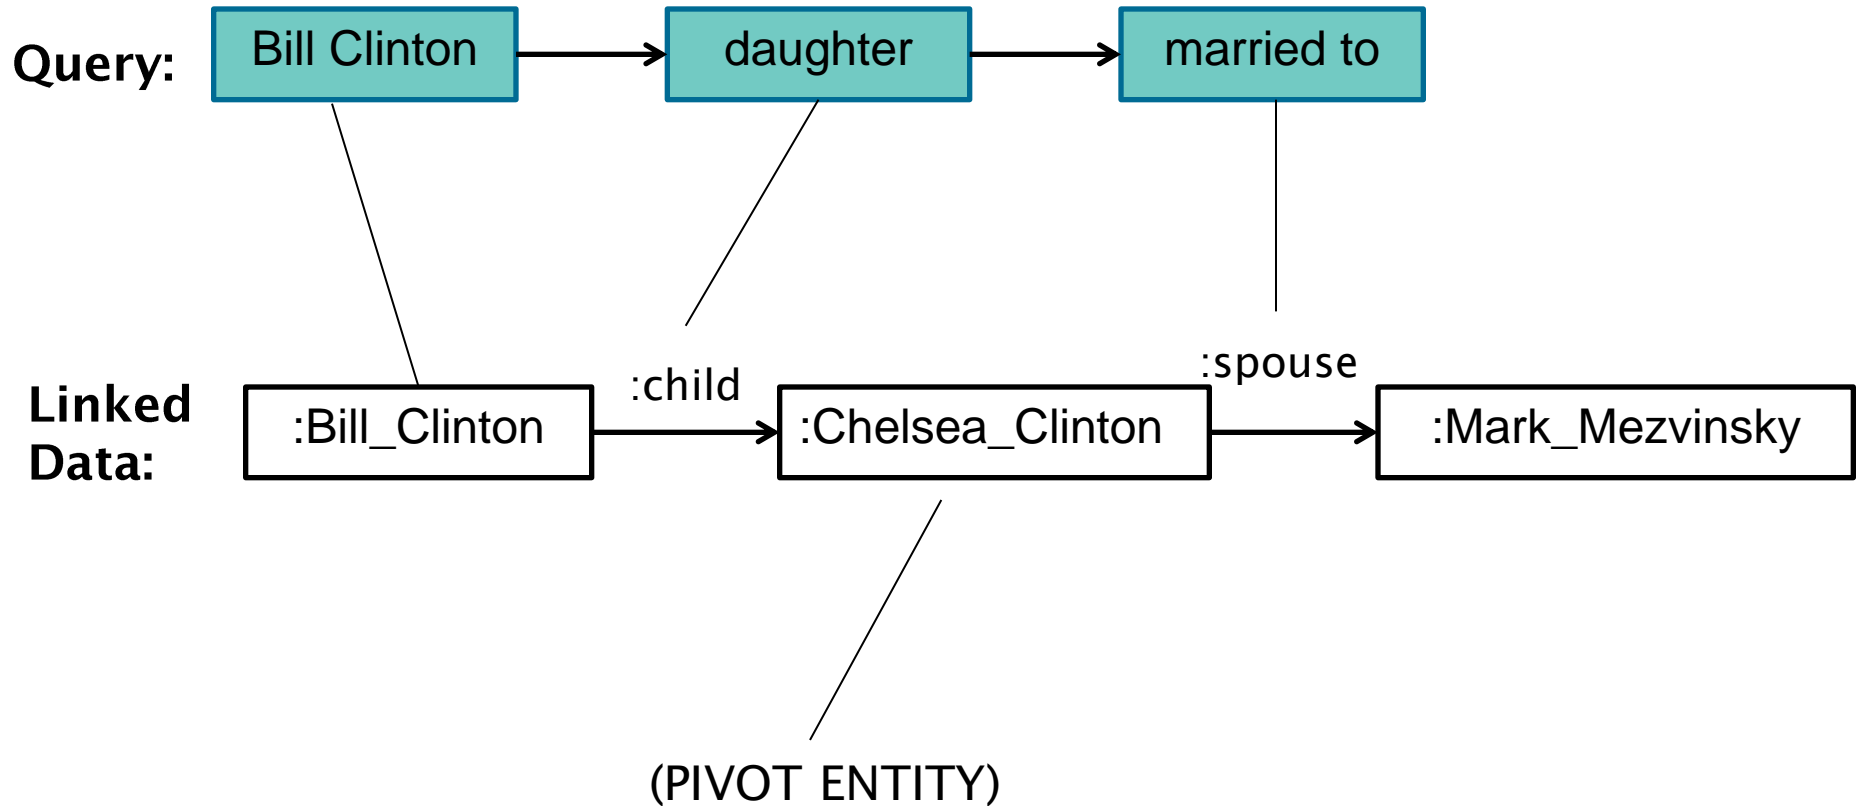 Query:
Bill Clinton
daughter
married to
:child
:spouse
Linked
Data:
:Bill_Clinton
:Chelsea_Clinton
:Mark_Mezvinsky
(PIVOT ENTITY)